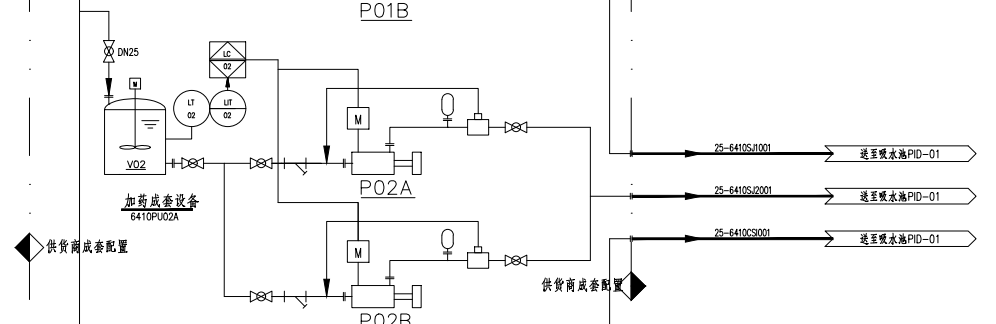 P01B
DN25
LC
02
M
LT
02
LIT
02
M
V02
25-6410SJ1001
送至吸水池PID-01
P02A
25-6410SJ2001
送至吸水池PID-01
加药成套设备
6410PU02A
25-6410CS1001
送至吸水池PID-01
供货商成套配置
M
供货商成套配置
P02B